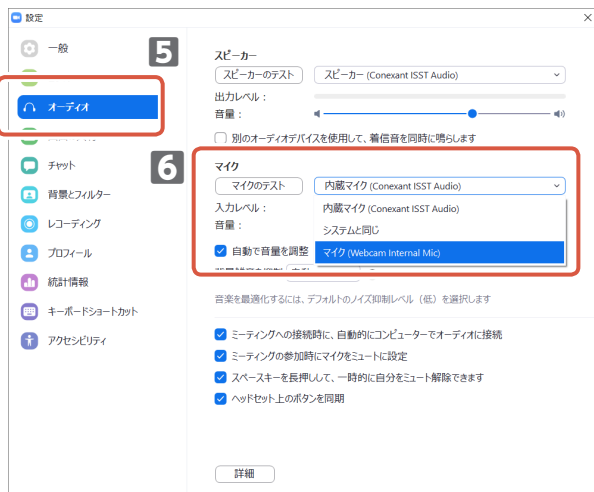 設定
5
一般
オーディオ
チャット
背景とフィルター
レコーディング
プロフィール
統計情報
キーボードショートカット
アクセシビリティ
スピーカー
スピーカーのテスト
スピーカー (Conexant ISST Audio)
出力レベル：
音量：
別のオーディオデバイスを使用して、着信音を同時に鳴らします
6
マイク
マイクのテスト
内蔵マイク (Conexant ISST Audio)
入力レベル：
内蔵マイク (Conexant ISST Audio)
音量：
システムと同じ
自動で音量を調整
マイク (Webcam Internal Mic)
音楽を最適化するには、デフォルトのノイズ抑制レベル（低）を選択します
ミーティングへの接続時に、自動的にコンピューターでオーディオに接続
ミーティングの参加時にマイクをミュートに設定
スペースキーを長押しして、一時的に自分をミュート解除できます
ヘッドセット上のボタンを同期
詳細